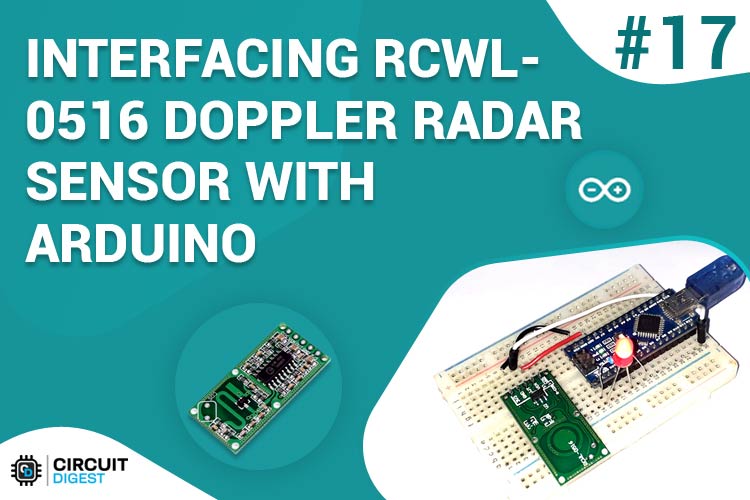 #17
INTERFACING RCWL-
0516 DOPPLER RADAR
SENSOR WITH
ARDUINO
CIRCUIT
DIGEST